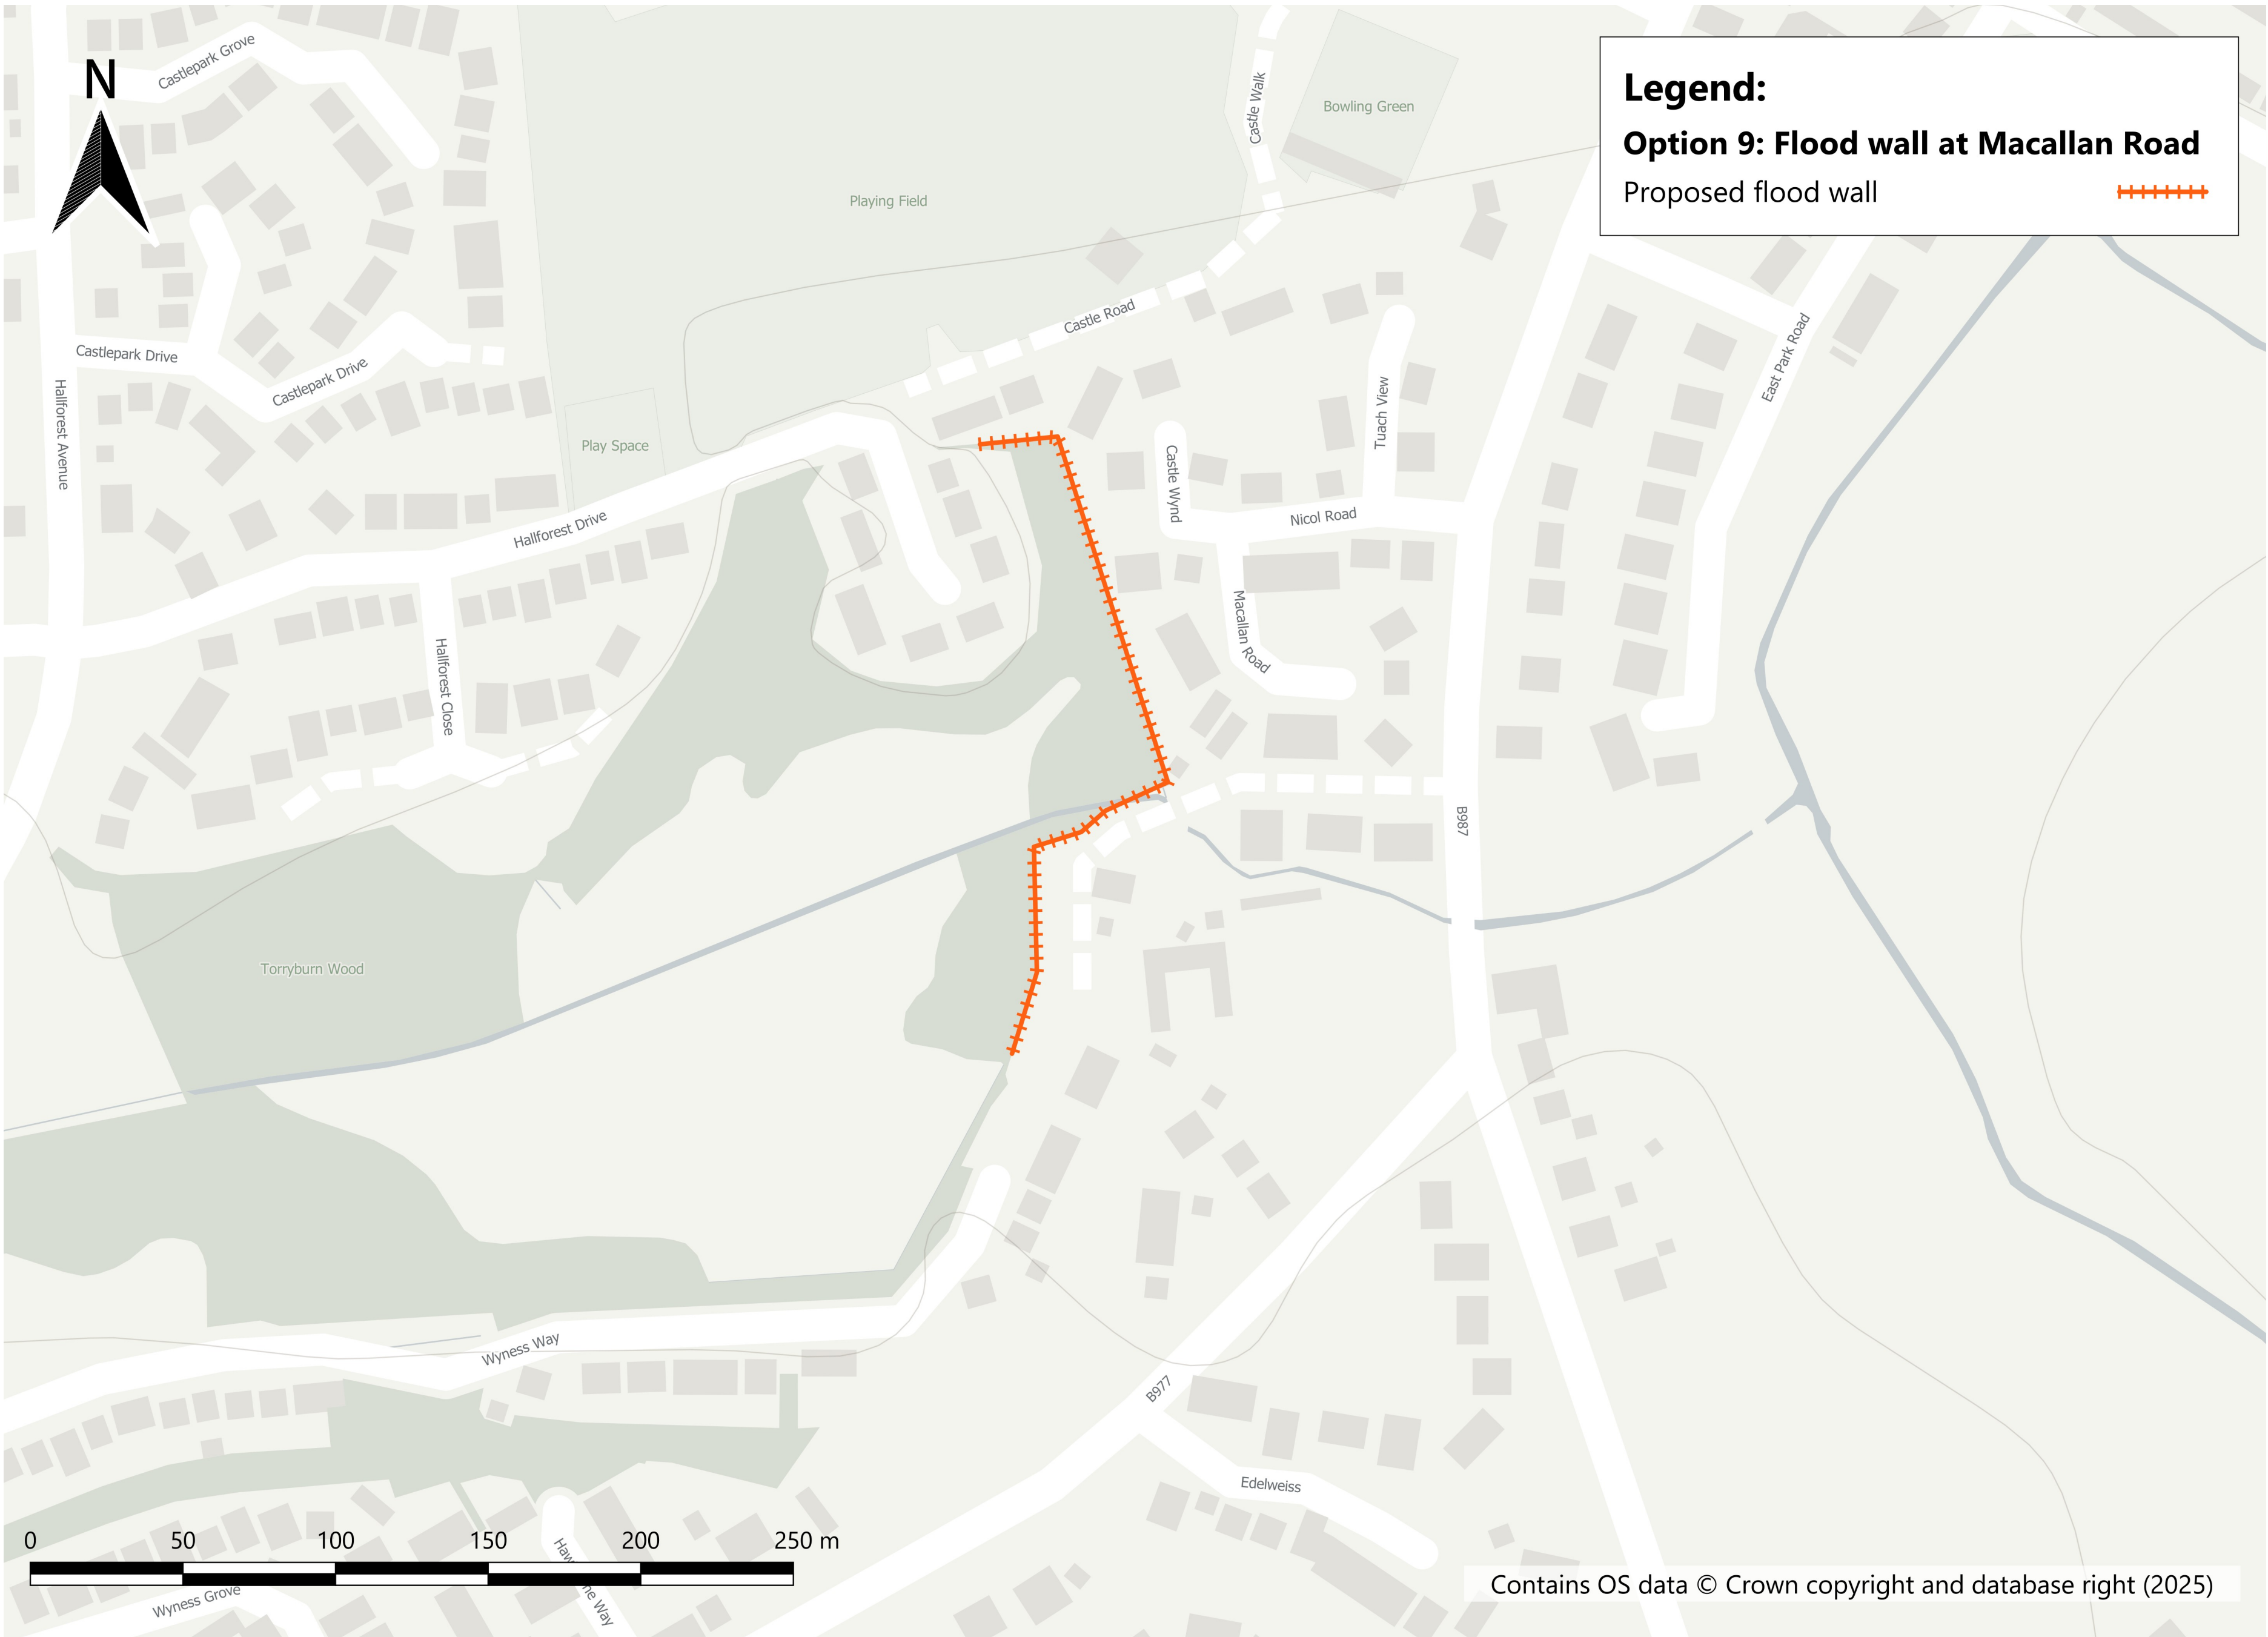 Castlepark Grove
N
Castle Walk
Bowling Green
Legend:
Option 9: Flood wall at Macallan Road
Proposed flood wall
Playing Field
Castle Road
Castlepark Drive
Castlepark Drive
East Park Road
Hallforest Avenue
Tuach View
Play Space
Castle Wynd
Nicol Road
Hallforest Drive
Macallan Road
Hallforest Close
B987
Torryburn Wood
Wyness Way
B977
Edelweiss
0 50 100 150 200 250 m
Wyness Grove
Contains OS data © Crown copyright and database right (2025)